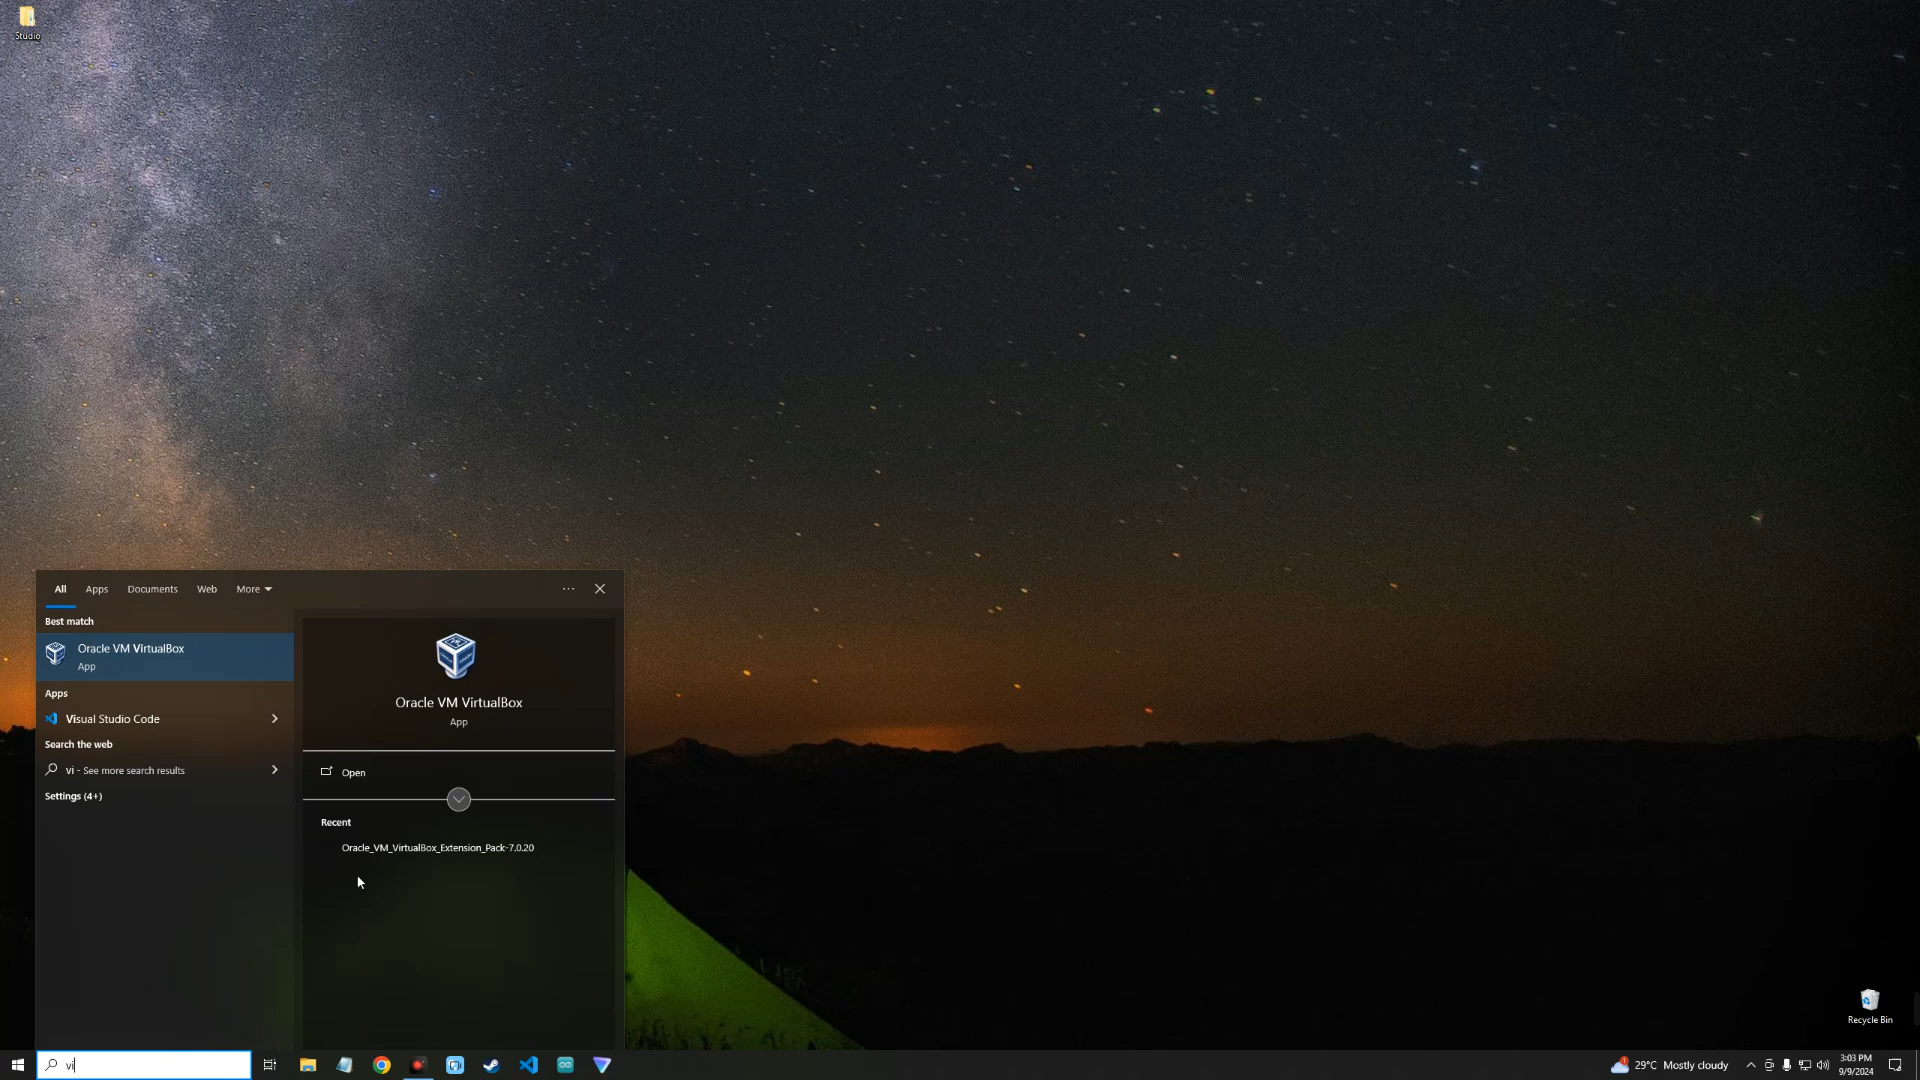 Studio
All Apps Documents Web More
Best match
Oracle VM VirtualBox
App
Apps
Visual Studio Code
Search the web
vi - See more search results
Settings (4+)
Oracle VM VirtualBox
App
Open
Recent
Oracle_VM_VirtualBox_Extension_Pack-7.0.20
Recycle Bin
vi
29°C Mostly cloudy
3:03 PM
9/9/2024